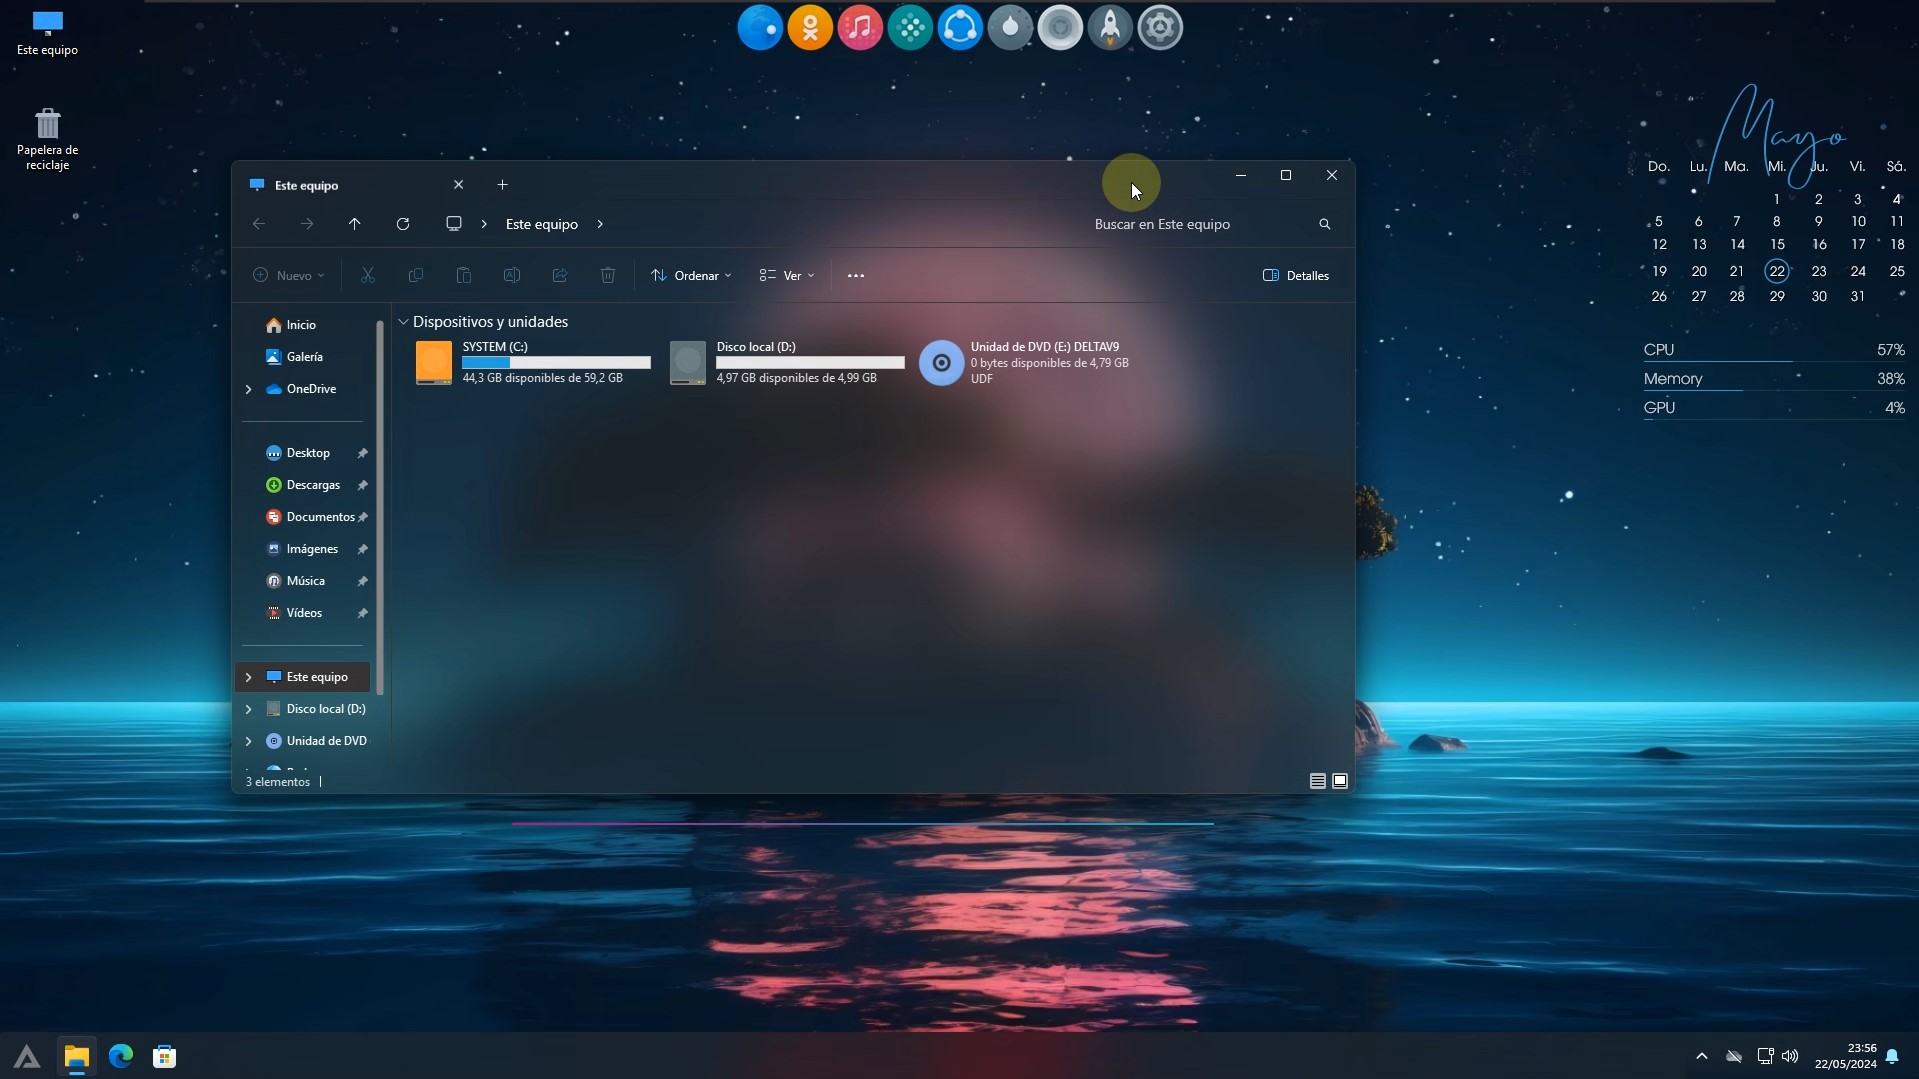 Este equipo
Papelera de
reciclaje
Este equipo
Este equipo
Buscar en Este equipo
Nuevo
Ordenar
Ver
Detalles
Inicio
Galería
OneDrive
Desktop
Descargas
Documentos
Imágenes
Música
Vídeos
Este equipo
Disco local (D:)
Unidad de DVD
Dispositivos y unidades
SYSTEM (C:)
44,3 GB disponibles de 59,2 GB
Disco local (D:)
4,97 GB disponibles de 4,99 GB
Unidad de DVD (E:) DELTAV9
0 bytes disponibles de 4,79 GB
UDF
3 elementos
Mayo
Do. Lu. Ma. Mi. Ju. Vi. Sá.
1 2 3 4
5 6 7 8 9 10 11
12 13 14 15 16 17 18
19 20 21 22 23 24 25
26 27 28 29 30 31
CPU 57%
Memory 38%
GPU 4%
23:56
22/05/2024